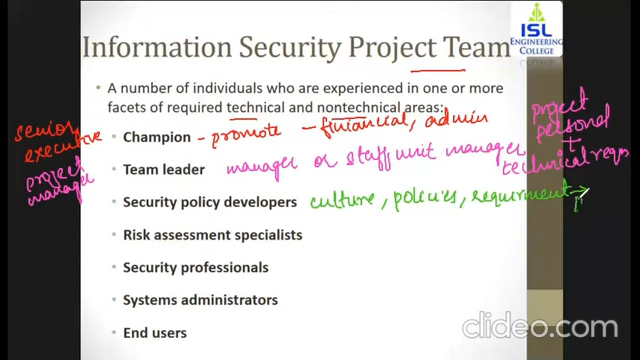 ISL
ENGINEERING
COLLEGE
Information Security Project Team
A number of individuals who are experienced in one or more
facets of required technical and nontechnical areas:
senior
executive
• Champion - promote - financial, admin
project
personal
+
technical reqs
project
manager
• Team leader manager or staff unit manager
• Security policy developers culture, policies, requirment →
• Risk assessment specialists
• Security professionals
• Systems administrators
• End users
clideo.com